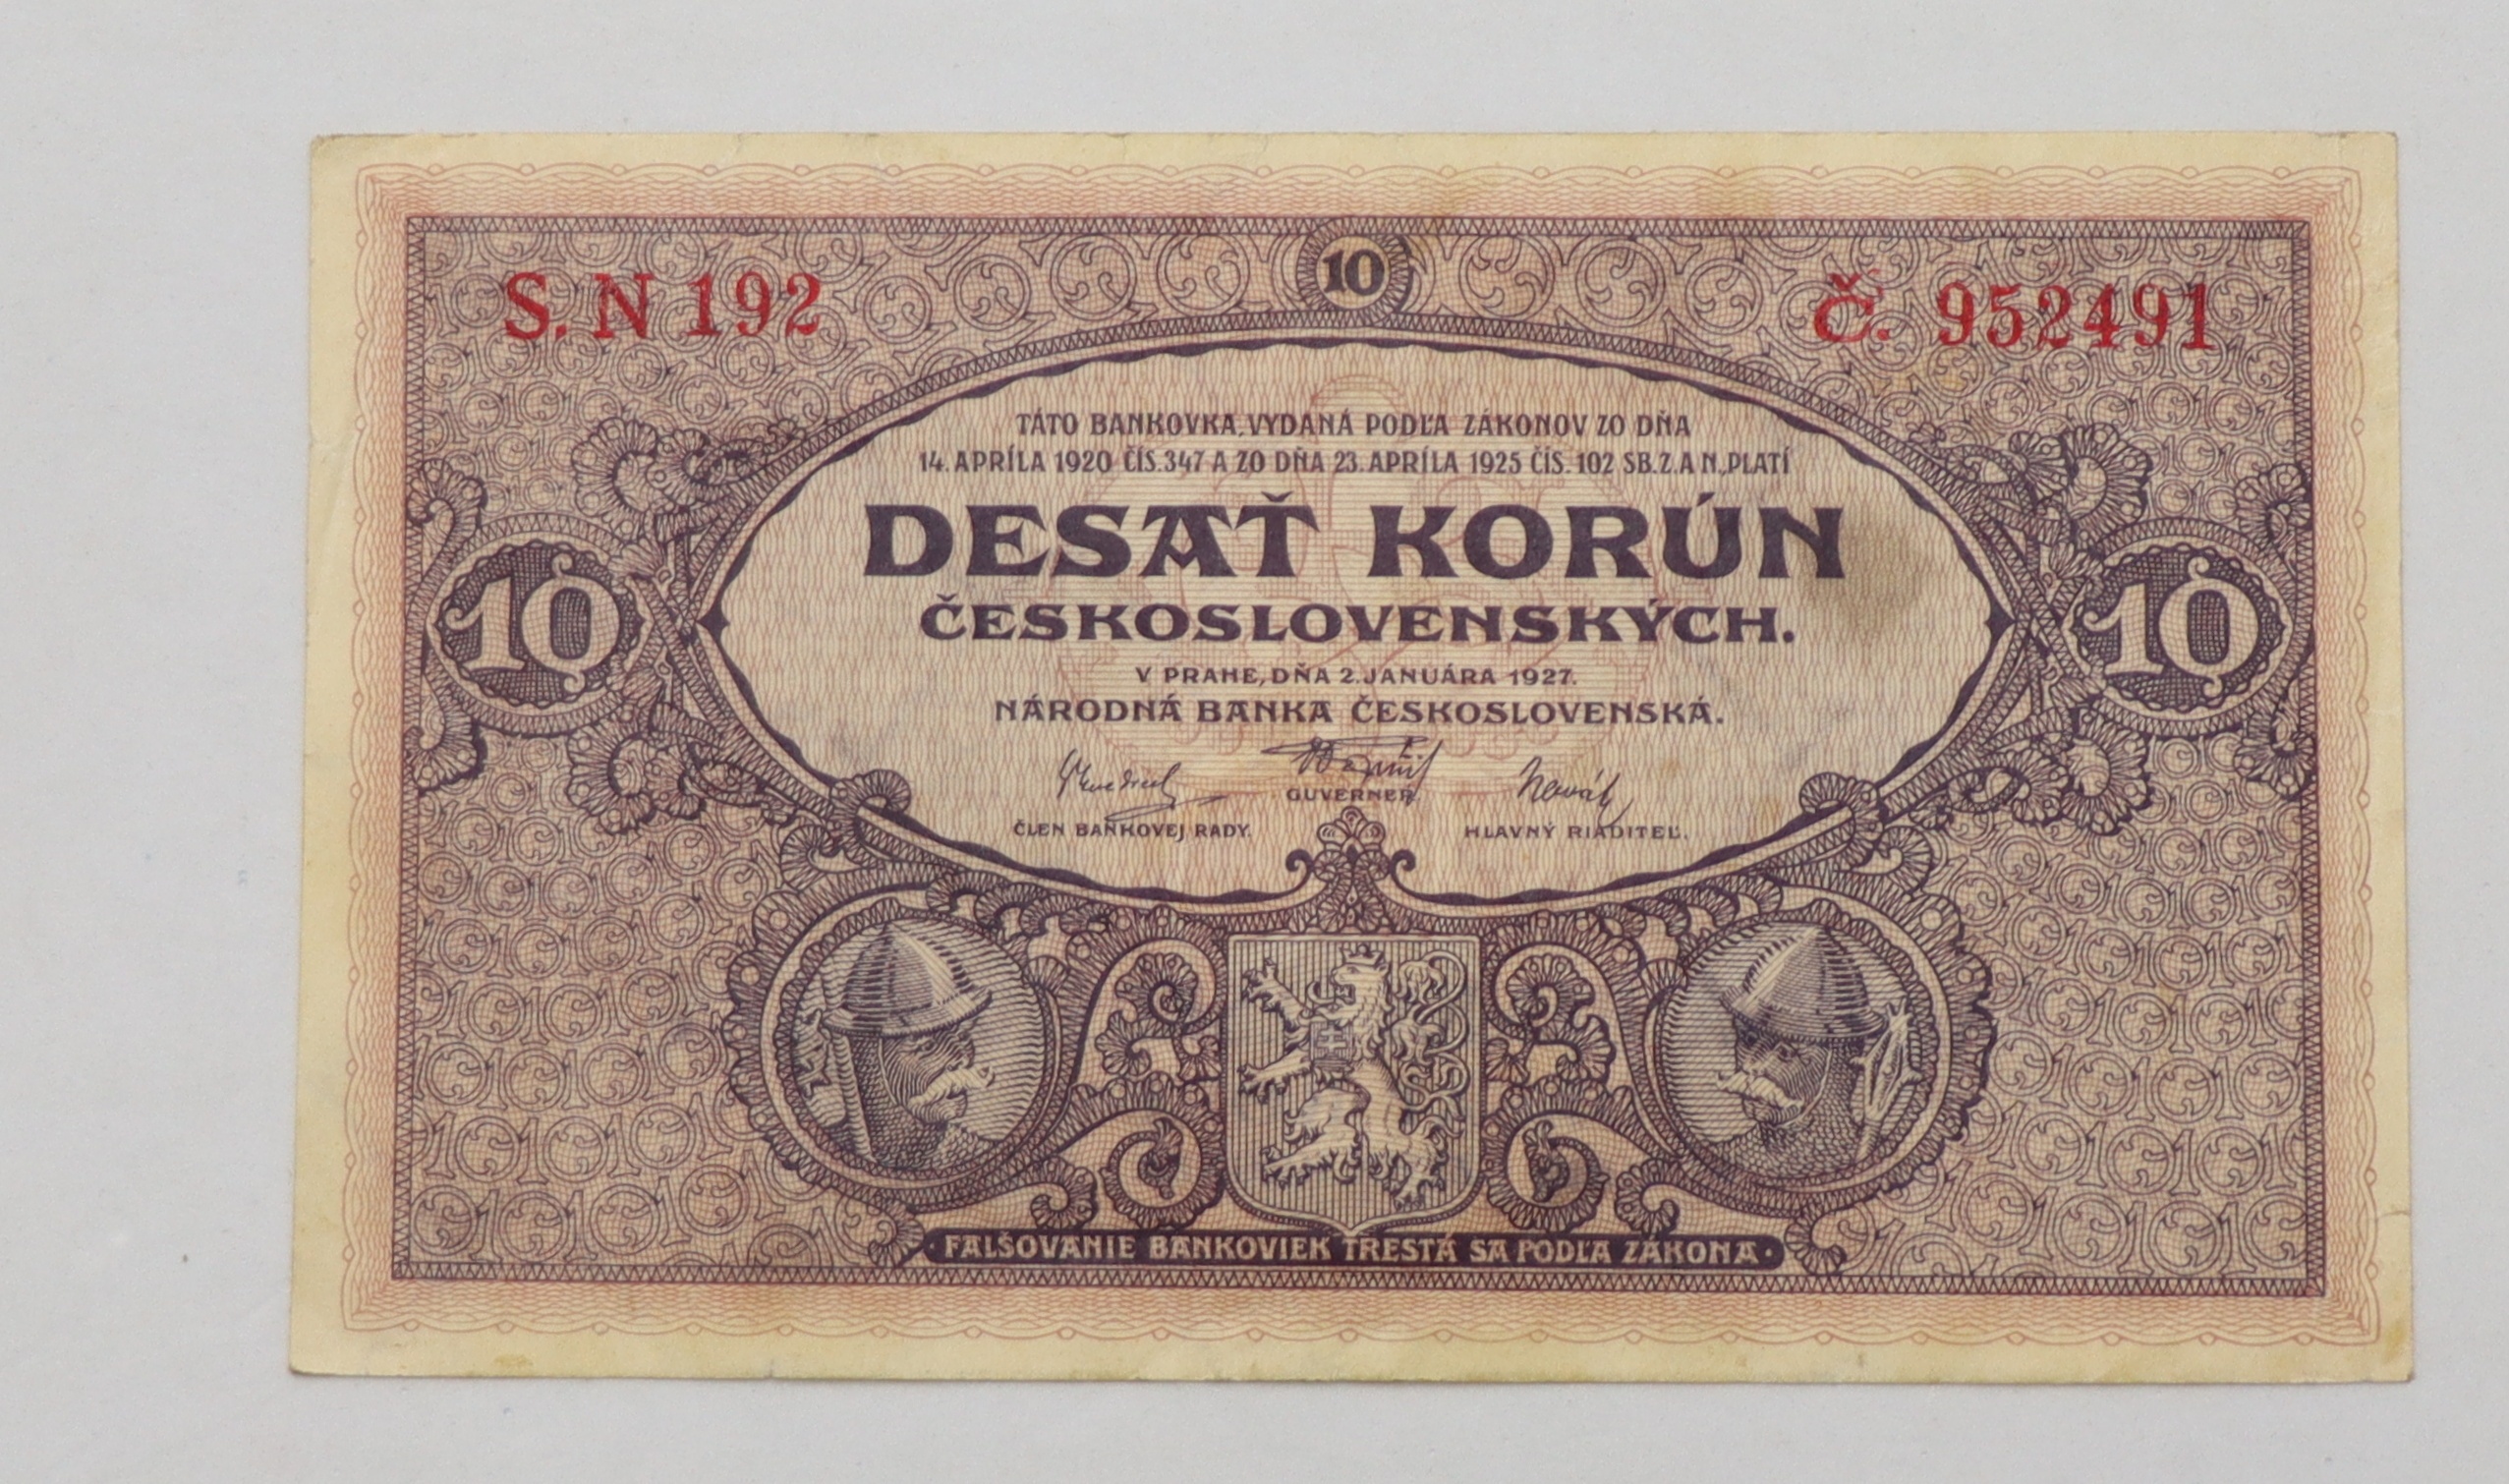 10
S. N 192
Č. 952491
TÁTO BANKOVKA, VYDANÁ PODĽA ZÁKONOV ZO DŇA
14. APRÍLA 1920 ČÍS. 347 A ZO DŇA 23. APRÍLA 1925 ČÍS. 102 SB. Z. A N., PLATÍ
DESAŤ KORÚN
ČESKOSLOVENSKÝCH.
10
10
V PRAHE, DŇA 2. JANUÁRA 1927.
NÁRODNÁ BANKA ČESKOSLOVENSKÁ.
Novák
GUVERNER.
ČLEN BANKOVEJ RADY.
HLAVNÝ RIADITEĽ.
· FALŠOVANIE BANKOVIEK TRESTÁ SA PODĽA ZÁKONA ·